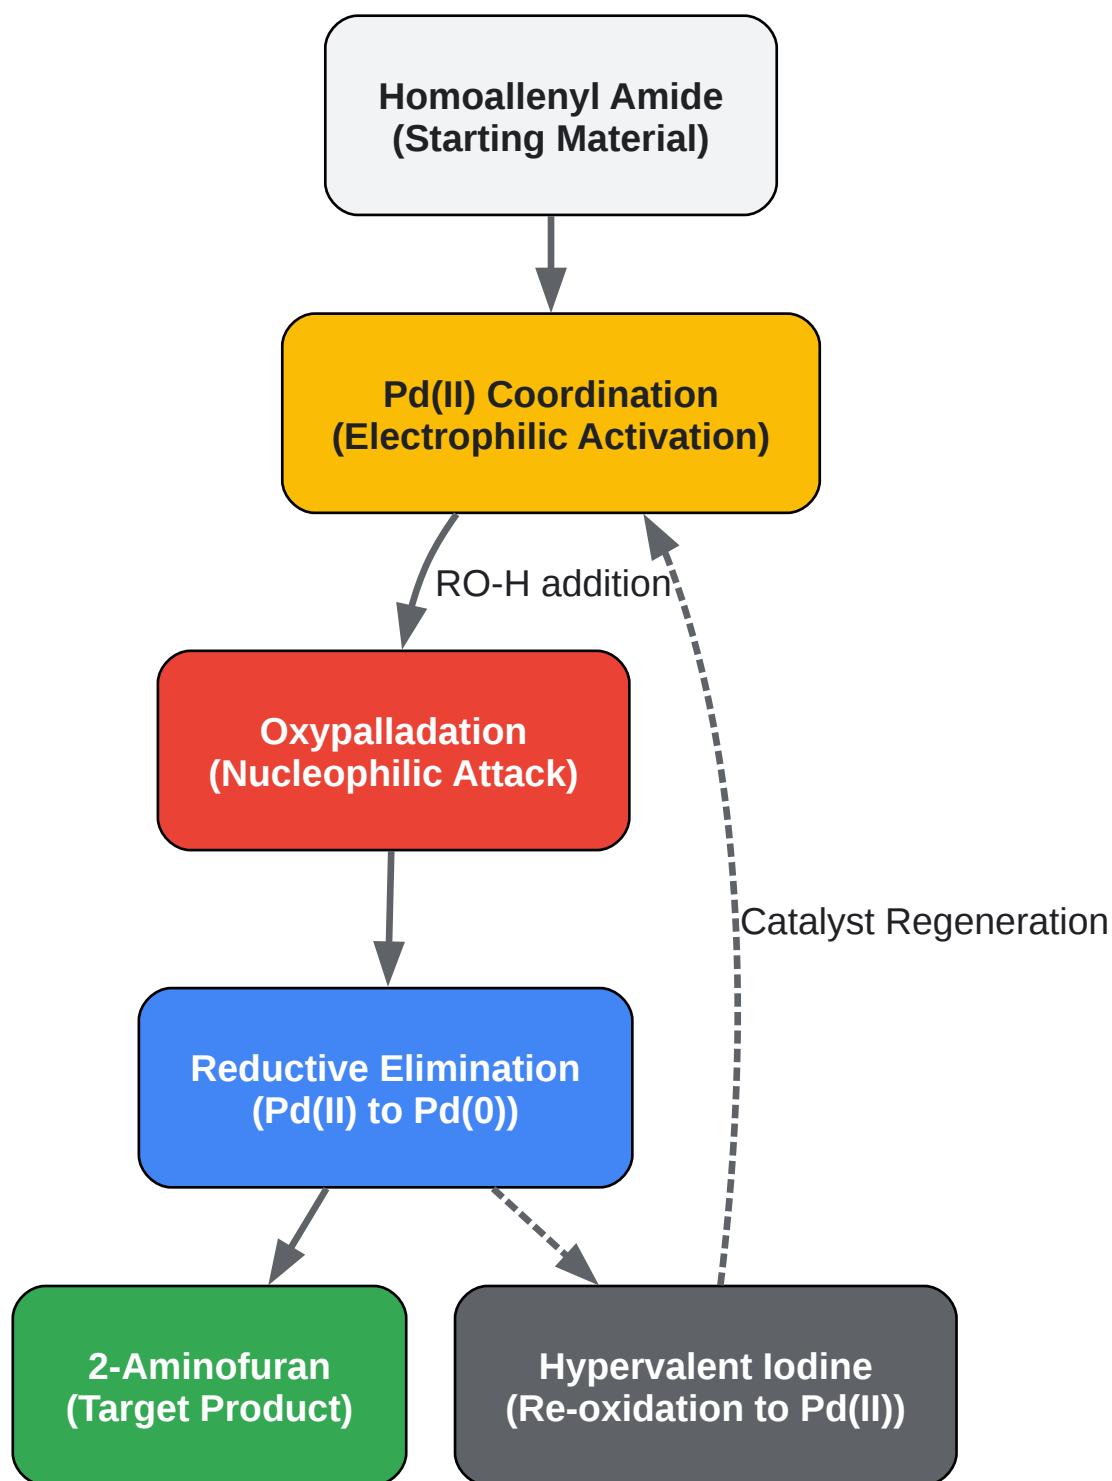 Homoallenyl Amide
(Starting Material)
Pd(II) Coordination
(Electrophilic Activation)
RO-H addition
Oxypalladation
(Nucleophilic Attack)
Catalyst Regeneration
Reductive Elimination
(Pd(II) to Pd(0))
2-Aminofuran
(Target Product)
Hypervalent Iodine
(Re-oxidation to Pd(II))